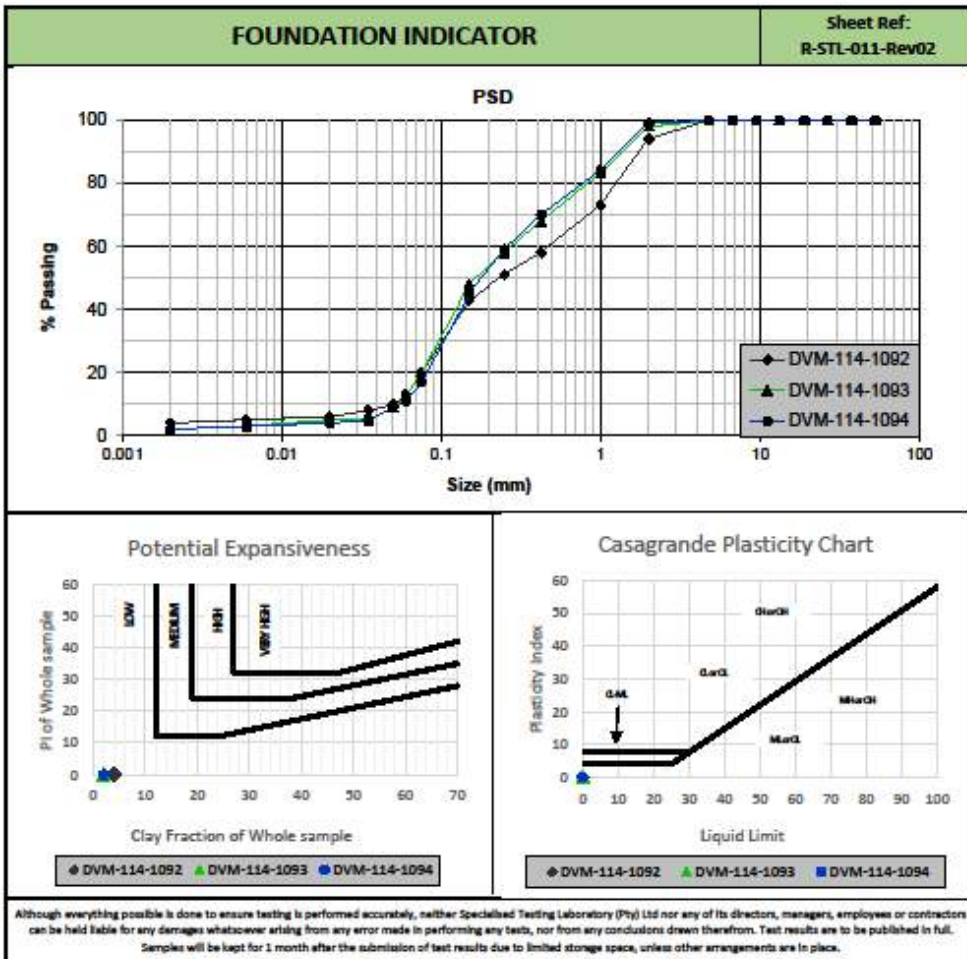 FOUNDATION INDICATOR
Sheet Ref:
R-STL-011-Rev02
PSD
100
80
60
40
20
0
% Passing
0.001
0.01
0.1
1
10
100
Size (mm)
DVM-114-1092
DVM-114-1093
DVM-114-1094
Potential Expansiveness
60
50
40
30
20
10
0
PI of Whole sample
LOW
MEDIUM
HIGH
VERY HIGH
0 10 20 30 40 50 60 70
Clay Fraction of Whole sample
DVM-114-1092 DVM-114-1093 DVM-114-1094
Casagrande Plasticity Chart
60
50
40
30
20
10
0
Plasticity Index
CL-ML
0 10 20 30 40 50 60 70 80 90 100
Liquid Limit
DVM-114-1092 DVM-114-1093 DVM-114-1094
Although everything possible is done to ensure testing is performed accurately, neither Specialised Testing Laboratory (Pty) Ltd nor any of its directors, managers, employees or contractors
can be held liable for any damages whatsoever arising from any error made in performing any tests, nor from any conclusions drawn therefrom. Test results are to be published in full.
Samples will be kept for 1 month after the submission of test results due to limited storage space, unless other arrangements are in place.